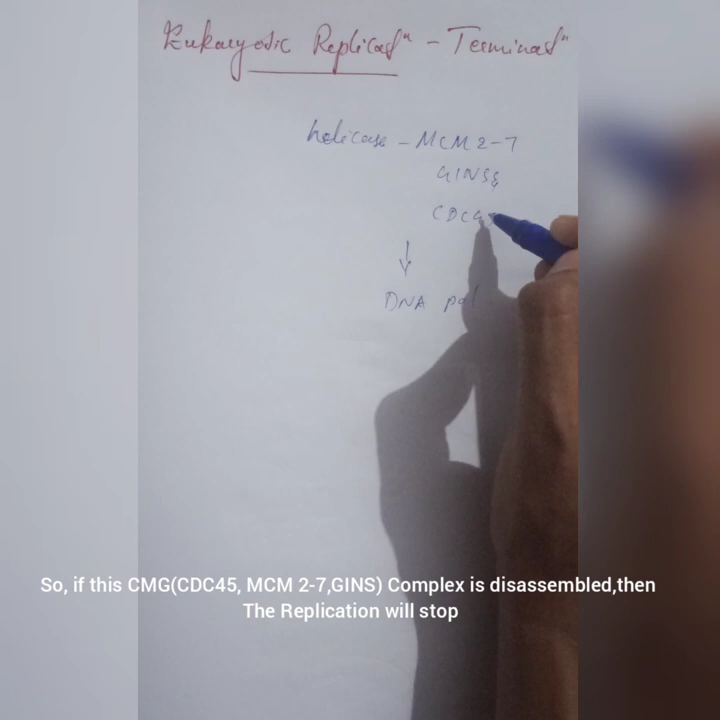 Eukaryotic Replicatⁿ - Terminatⁿ
helicase - MCM 2-7
GINS
CDC4
DNA pol
So, if this CMG(CDC45, MCM 2-7,GINS) Complex is disassembled,then
The Replication will stop